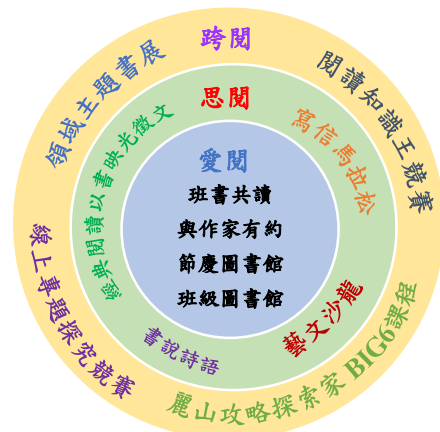 跨閱
領域主題書展
閱讀知識王競賽
線上專題探究競賽
麗山攻略探索家 BIG6課程
思閱
經典閱讀以書映光徵文
寫信馬拉松
書說詩語
藝文沙龍
愛閱
班書共讀
與作家有約
節慶圖書館
班級圖書館